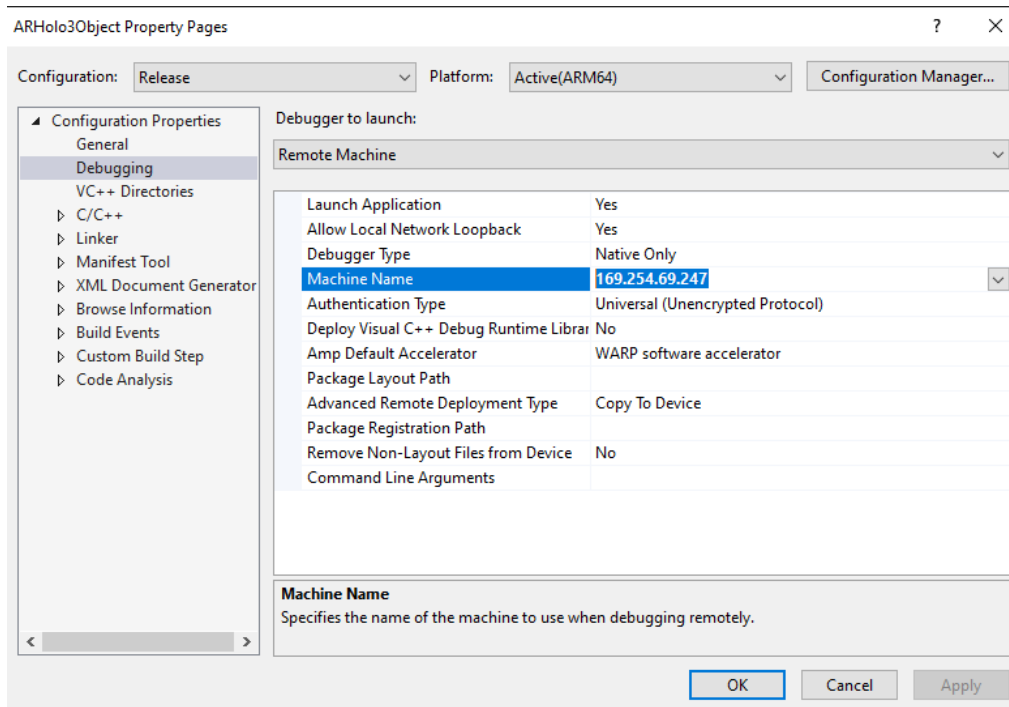 ARHolo3Object Property Pages ? ×
Configuration: Release Platform: Active(ARM64) Configuration Manager...
Configuration Properties
General
Debugging
VC++ Directories
C/C++
Linker
Manifest Tool
XML Document Generator
Browse Information
Build Events
Custom Build Step
Code Analysis
Debugger to launch:
Remote Machine
Launch Application Yes
Allow Local Network Loopback Yes
Debugger Type Native Only
Machine Name 169.254.69.247
Authentication Type Universal (Unencrypted Protocol)
Deploy Visual C++ Debug Runtime Librar No
Amp Default Accelerator WARP software accelerator
Package Layout Path
Advanced Remote Deployment Type Copy To Device
Package Registration Path
Remove Non-Layout Files from Device No
Command Line Arguments
Machine Name
Specifies the name of the machine to use when debugging remotely.
OK Cancel Apply